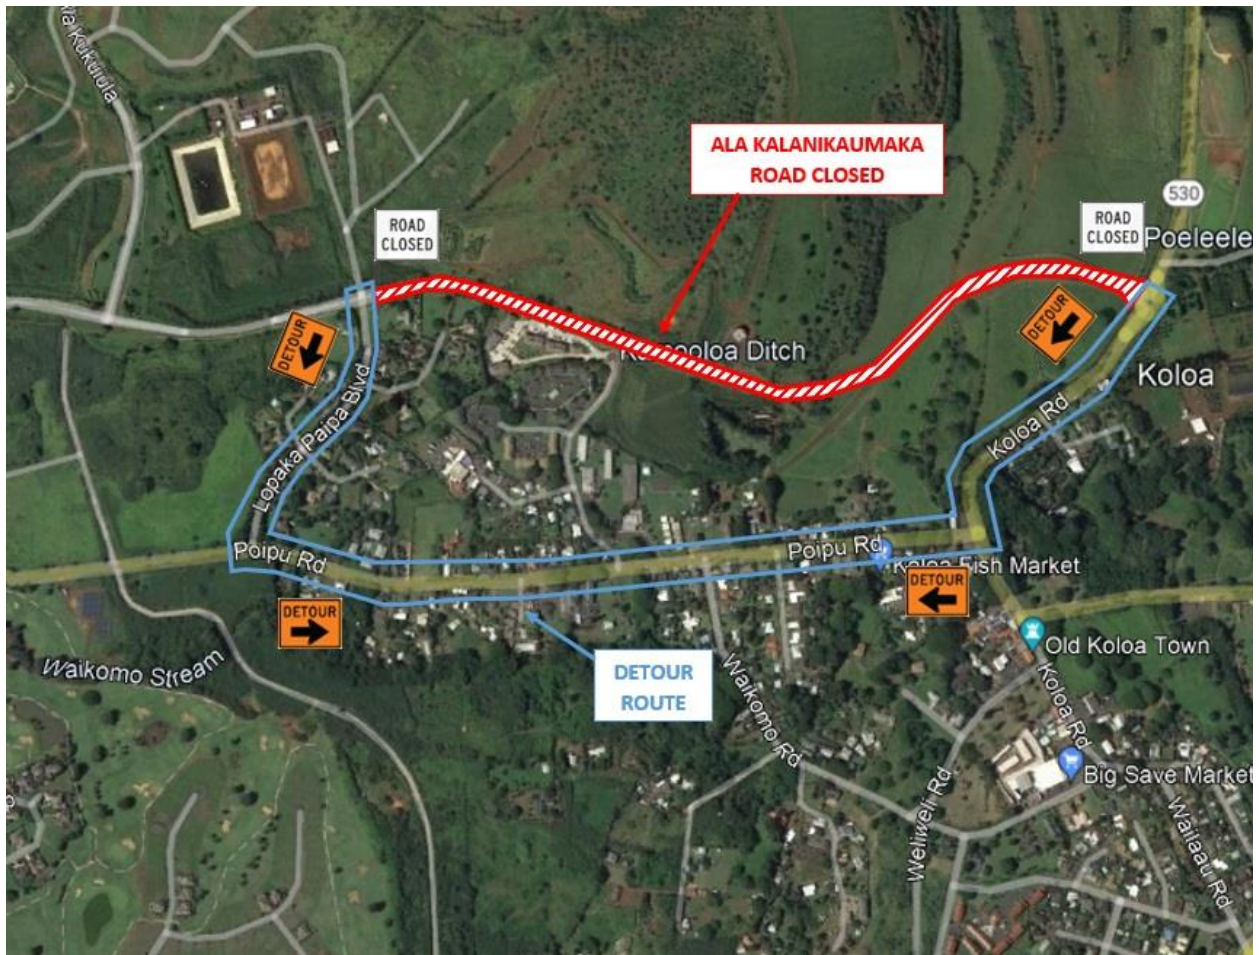 Ala Kukuiula
ALA KALANIKAUMAKA
ROAD CLOSED
530
ROAD
CLOSED
ROAD
CLOSED
Poeleele
DETOUR
DETOUR
Ditch
Koloa
Lopaka Paipa Blvd
Koloa Rd
Poipu Rd
Poipu Rd
Koloa Fish Market
DETOUR
DETOUR
Old Koloa Town
Waikomo Stream
DETOUR
ROUTE
Waikomo Rd
Koloa Rd
Big Save Market
Weliweli Rd
Wailaau Rd